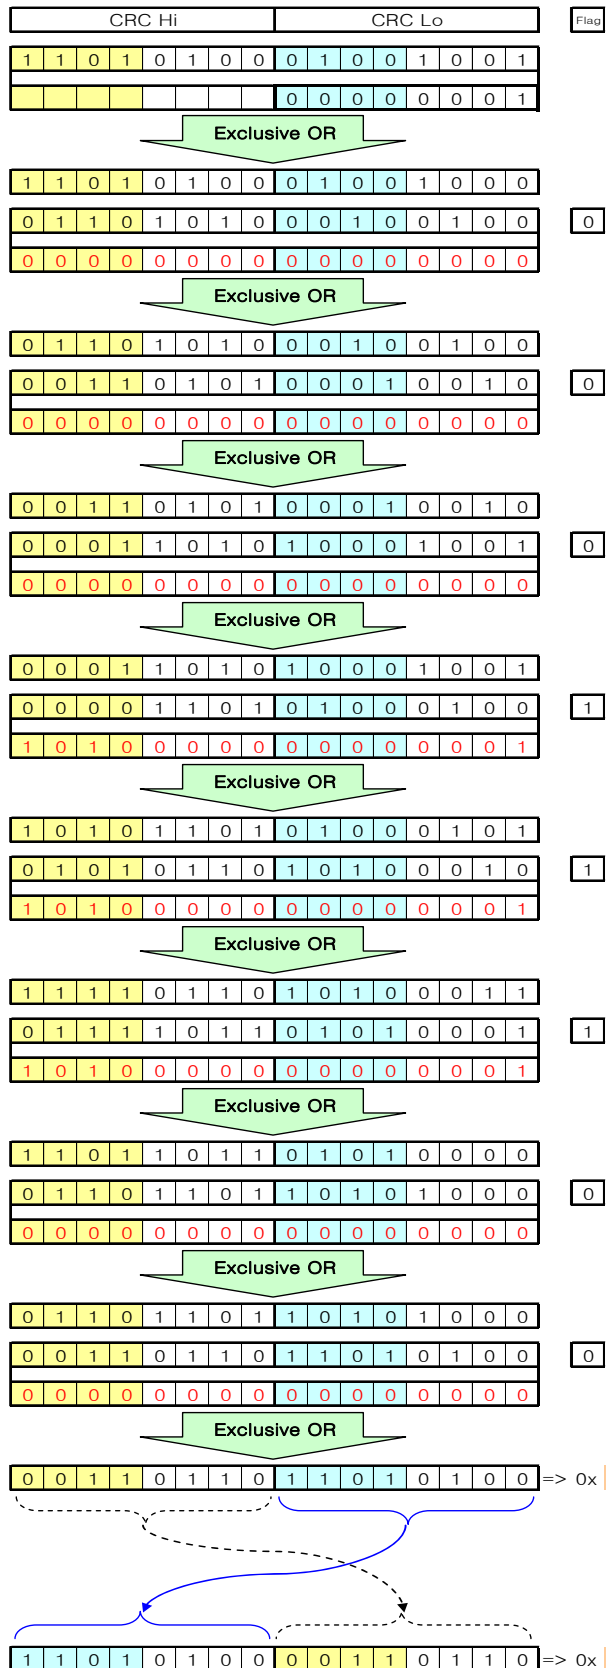 CRC Hi CRC Lo Flag
1 1 0 1 0 1 0 0 0 1 0 0 1 0 0 1
0 0 0 0 0 0 0 1
Exclusive OR
1 1 0 1 0 1 0 0 0 1 0 0 1 0 0 0
0 1 1 0 1 0 1 0 0 0 1 0 0 1 0 0 0
0 0 0 0 0 0 0 0 0 0 0 0 0 0 0 0
Exclusive OR
0 1 1 0 1 0 1 0 0 0 1 0 0 1 0 0
0 0 1 1 0 1 0 1 0 0 0 1 0 0 1 0 0
0 0 0 0 0 0 0 0 0 0 0 0 0 0 0 0
Exclusive OR
0 0 1 1 0 1 0 1 0 0 0 1 0 0 1 0
0 0 0 1 1 0 1 0 1 0 0 0 1 0 0 1 0
0 0 0 0 0 0 0 0 0 0 0 0 0 0 0 0
Exclusive OR
0 0 0 1 1 0 1 0 1 0 0 0 1 0 0 1
0 0 0 0 1 1 0 1 0 1 0 0 0 1 0 0 1
1 0 1 0 0 0 0 0 0 0 0 0 0 0 0 1
Exclusive OR
1 0 1 0 1 1 0 1 0 1 0 0 0 1 0 1
0 1 0 1 0 1 1 0 1 0 1 0 0 0 1 0 1
1 0 1 0 0 0 0 0 0 0 0 0 0 0 0 1
Exclusive OR
1 1 1 1 0 1 1 0 1 0 1 0 0 0 1 1
0 1 1 1 1 0 1 1 0 1 0 1 0 0 0 1 1
1 0 1 0 0 0 0 0 0 0 0 0 0 0 0 1
Exclusive OR
1 1 0 1 1 0 1 1 0 1 0 1 0 0 0 0
0 1 1 0 1 1 0 1 1 0 1 0 1 0 0 0 0
0 0 0 0 0 0 0 0 0 0 0 0 0 0 0 0
Exclusive OR
0 1 1 0 1 1 0 1 1 0 1 0 1 0 0 0
0 0 1 1 0 1 1 0 1 1 0 1 0 1 0 0 0
0 0 0 0 0 0 0 0 0 0 0 0 0 0 0 0
Exclusive OR
0 0 1 1 0 1 1 0 1 1 0 1 0 1 0 0 => 0x
1 1 0 1 0 1 0 0 0 0 1 1 0 1 1 0 => 0x